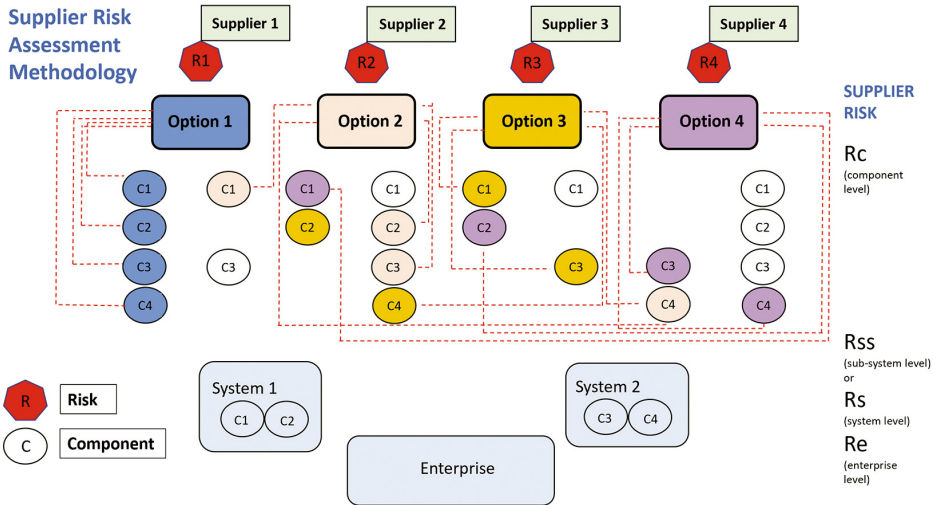 Supplier Risk
Assessment
Methodology
Supplier 1
Supplier 2
Supplier 3
Supplier 4
R1
R2
R3
R4
Option 1
Option 2
Option 3
Option 4
SUPPLIER
RISK
Rc
(component
level)
C1
C1
C1
C1
C1
C1
C1
C2
C2
C2
C2
C2
C3
C3
C3
C3
C3
C3
C4
C4
C4
C4
Rss
(sub-system level)
or
Rs
(system level)
Re
(enterprise
level)
System 1
C1
C2
System 2
C3
C4
R
Risk
C
Component
Enterprise